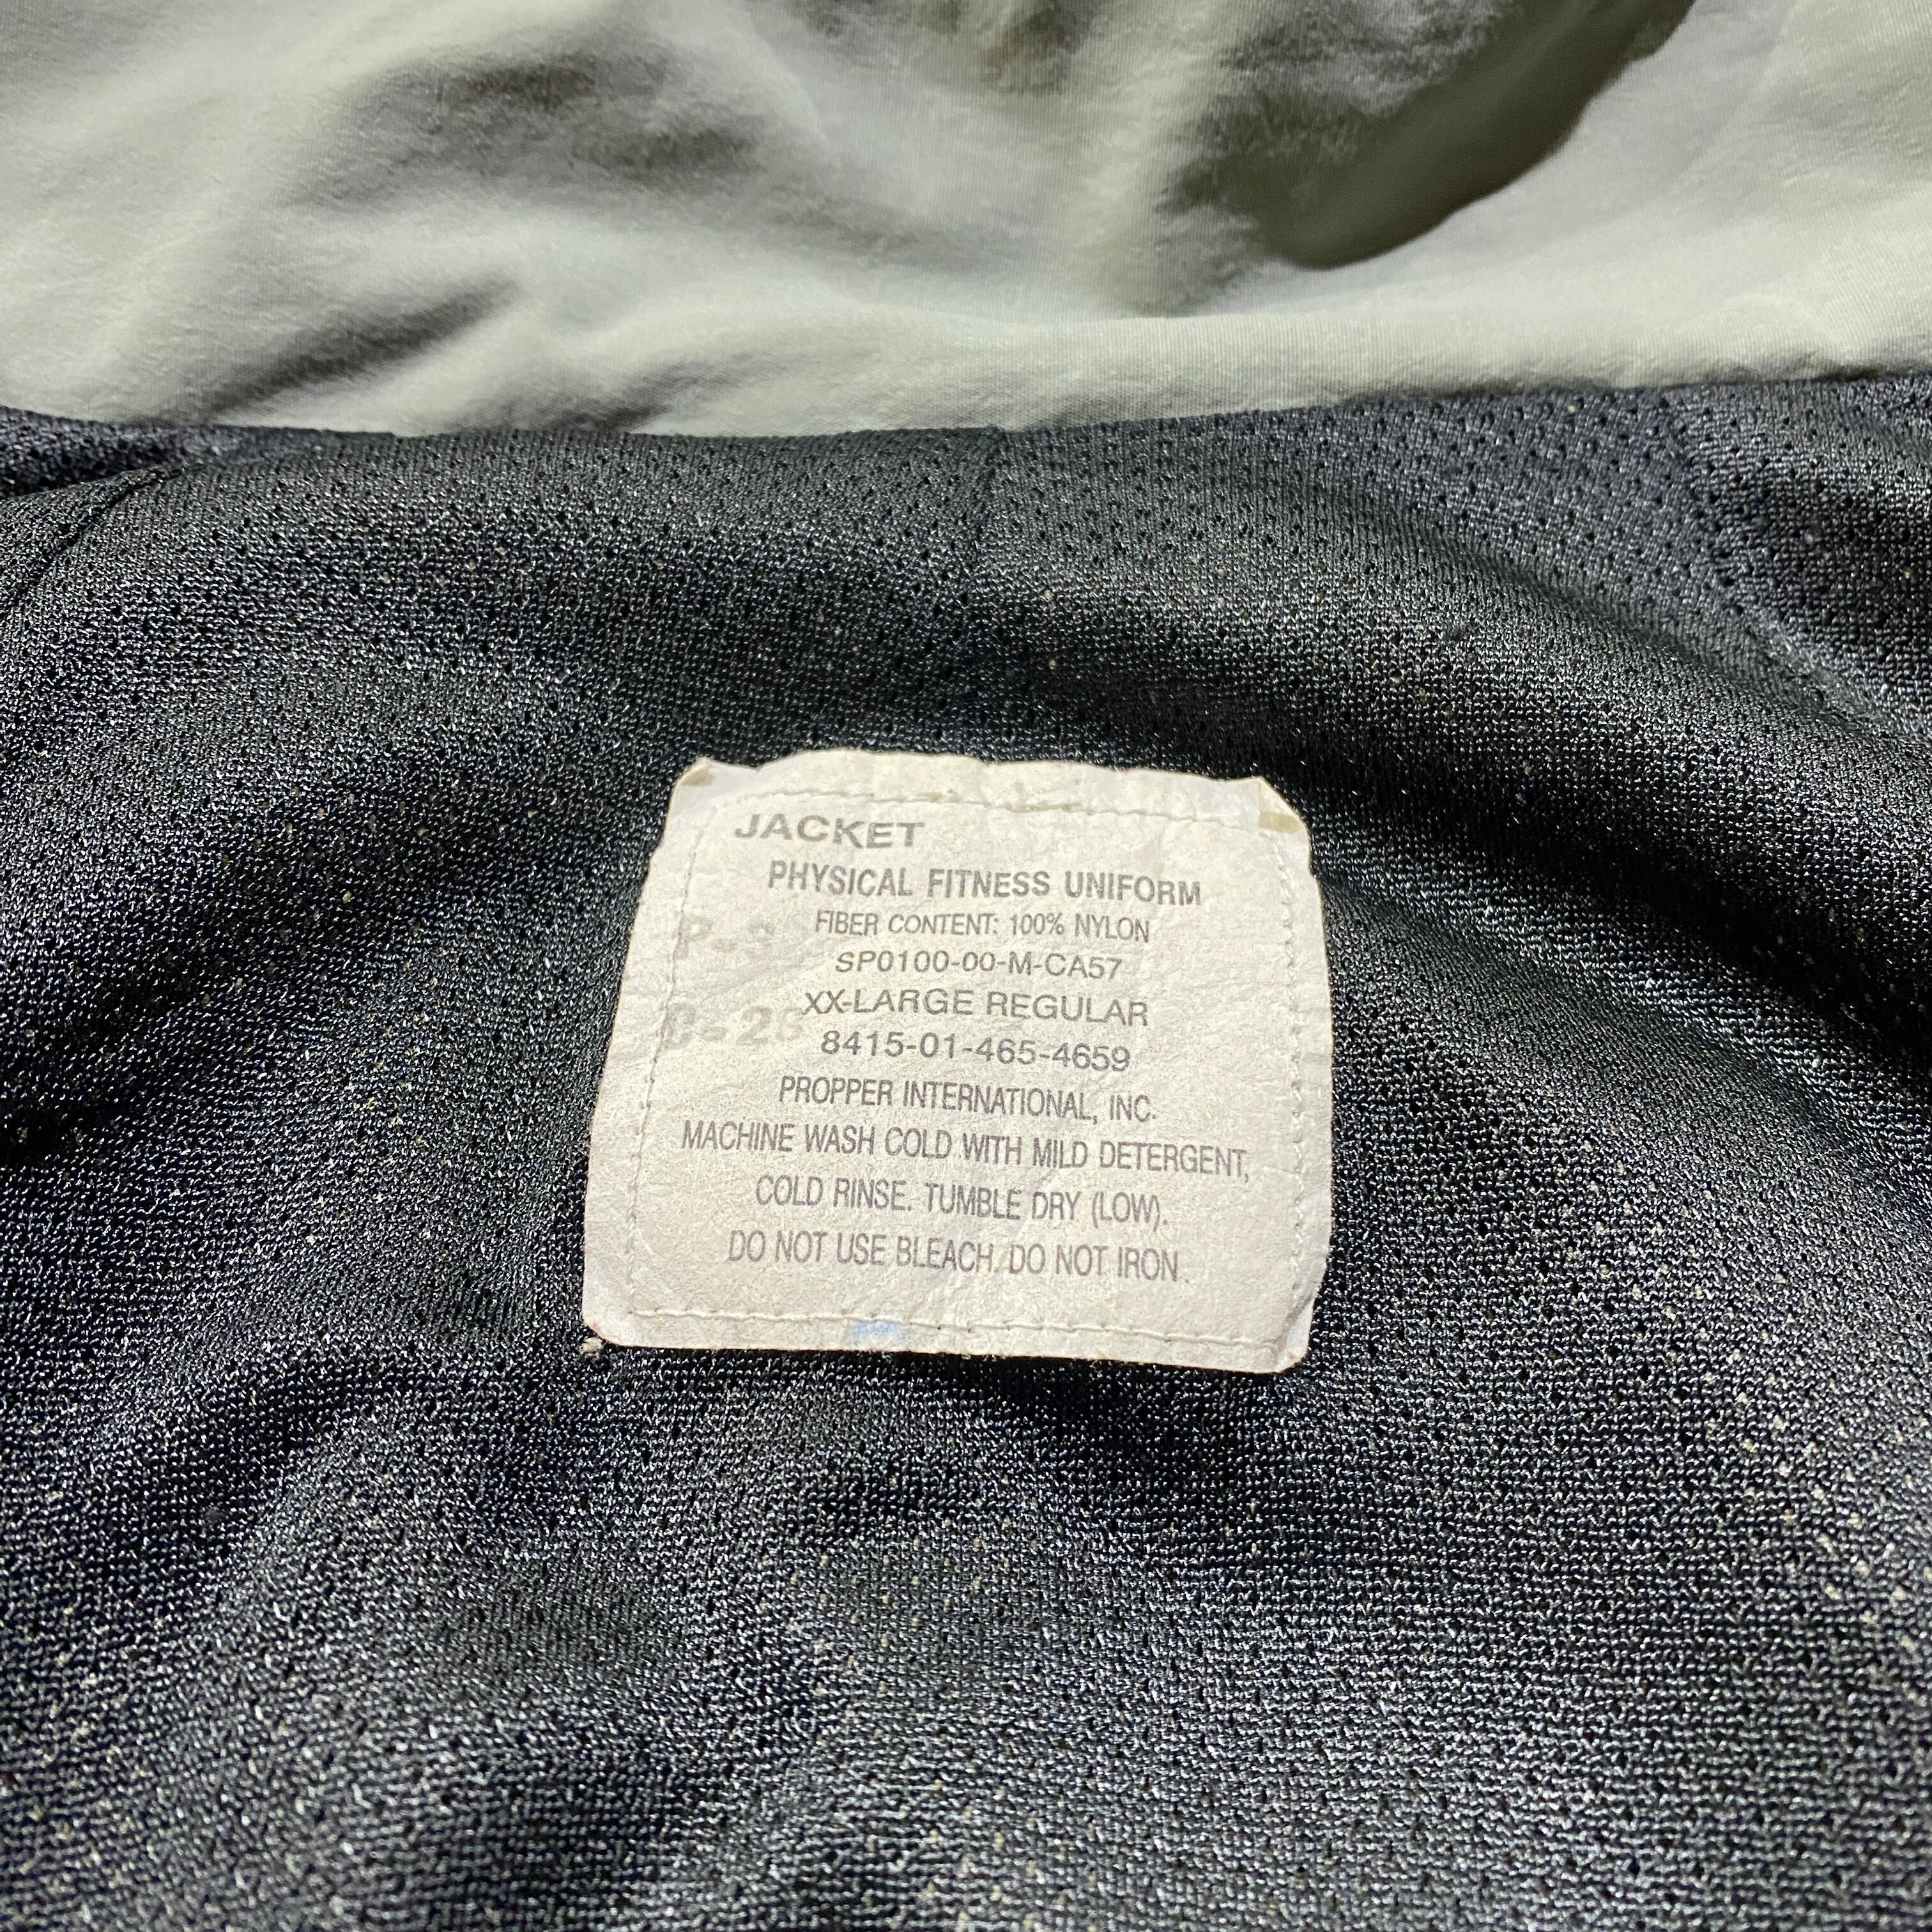 JACKET
PHYSICAL FITNESS UNIFORM
FIBER CONTENT: 100% NYLON
SP0100-00-M-CA57
XX-LARGE REGULAR
8415-01-465-4659
PROPPER INTERNATIONAL, INC.
MACHINE WASH COLD WITH MILD DETERGENT,
COLD RINSE. TUMBLE DRY (LOW).
DO NOT USE BLEACH. DO NOT IRON.